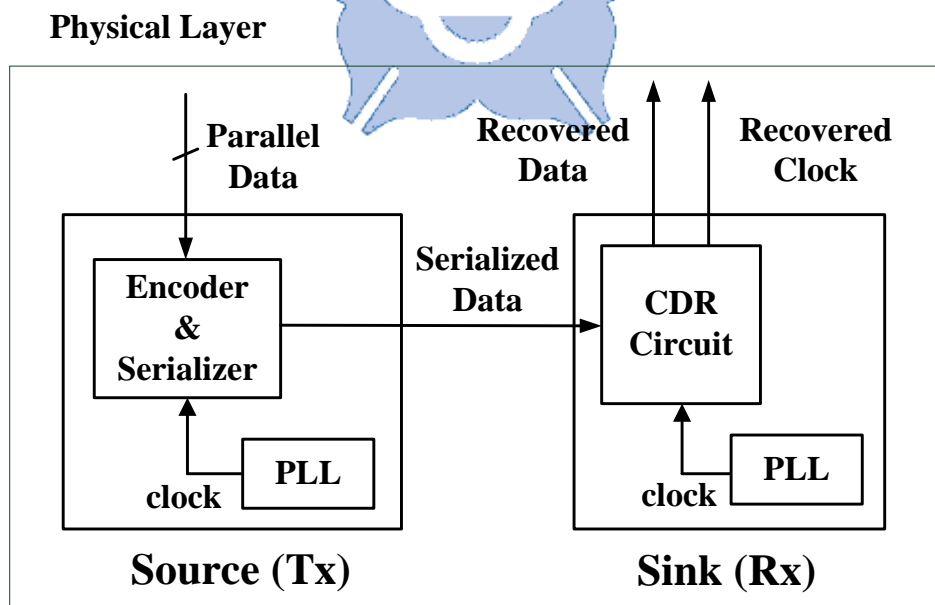 Physical Layer
Parallel
Data
Recovered
Data
Recovered
Clock
Serialized
Data
Encoder
&
Serializer
CDR
Circuit
PLL
clock
PLL
clock
Source (Tx)
Sink (Rx)